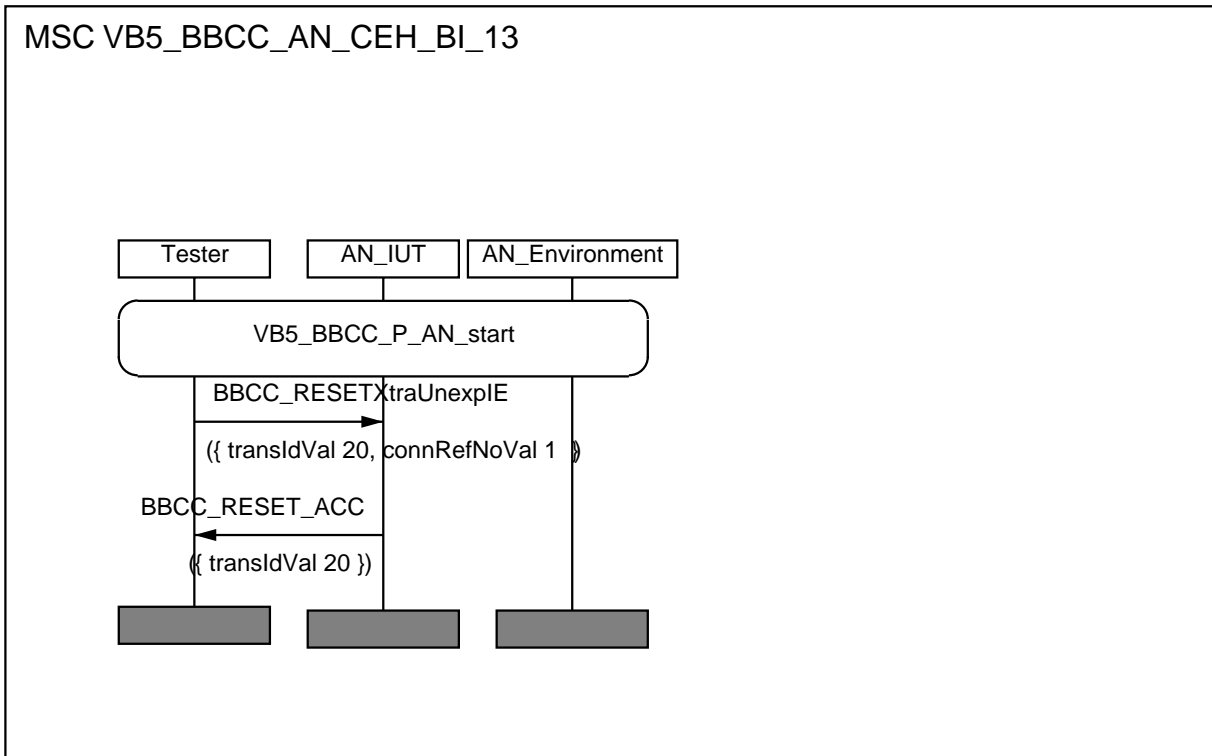 MSC VB5_BBCC_AN_CEH_BI_13
Tester AN_IUT AN_Environment
VB5_BBCC_P_AN_start
BBCC_RESETXtraUnexpIE
({ transIdVal 20, connRefNoVal 1 })
BBCC_RESET_ACC
({ transIdVal 20 })